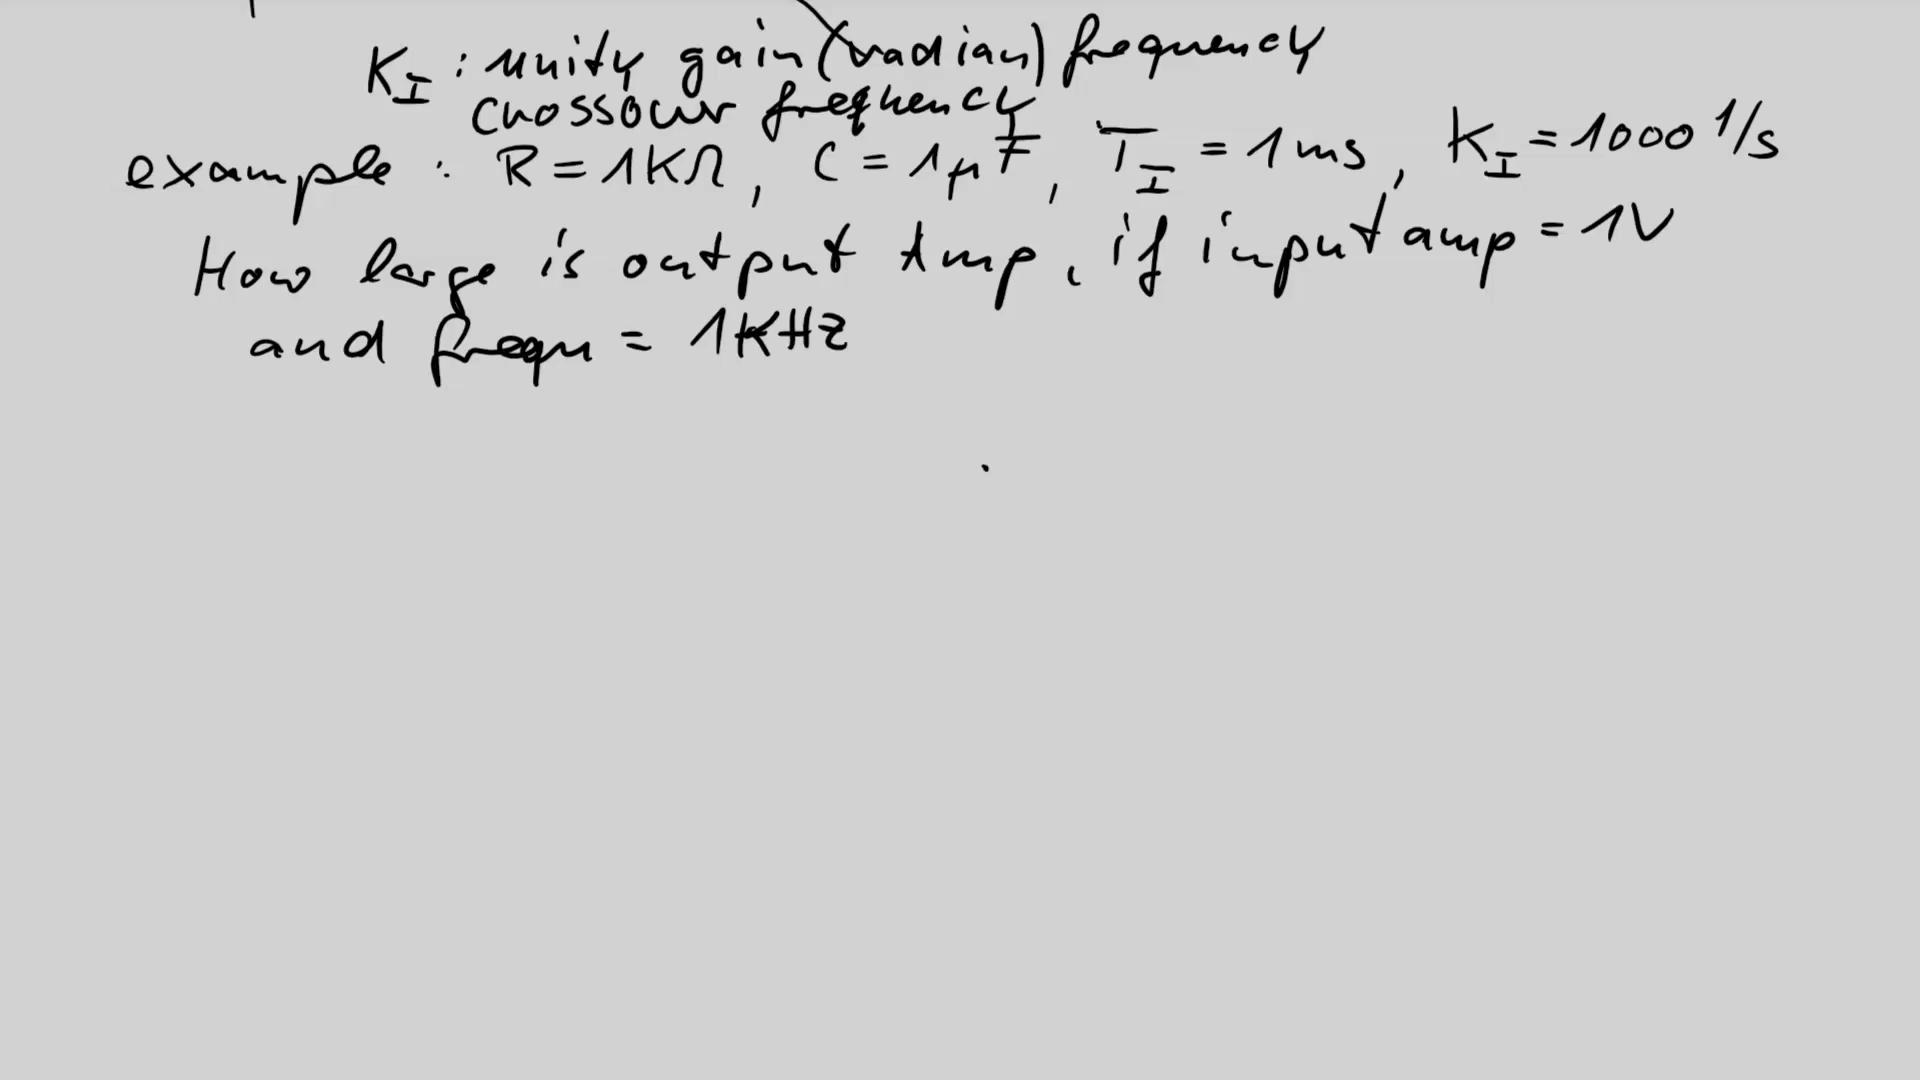 K_I : unity gain (radian) frequency
crossover frequency
example : R = 1KΩ, C = 1μF, T_I = 1ms, K_I = 1000 1/s
How large is output Amp, if input amp = 1V
and frequ = 1KHz